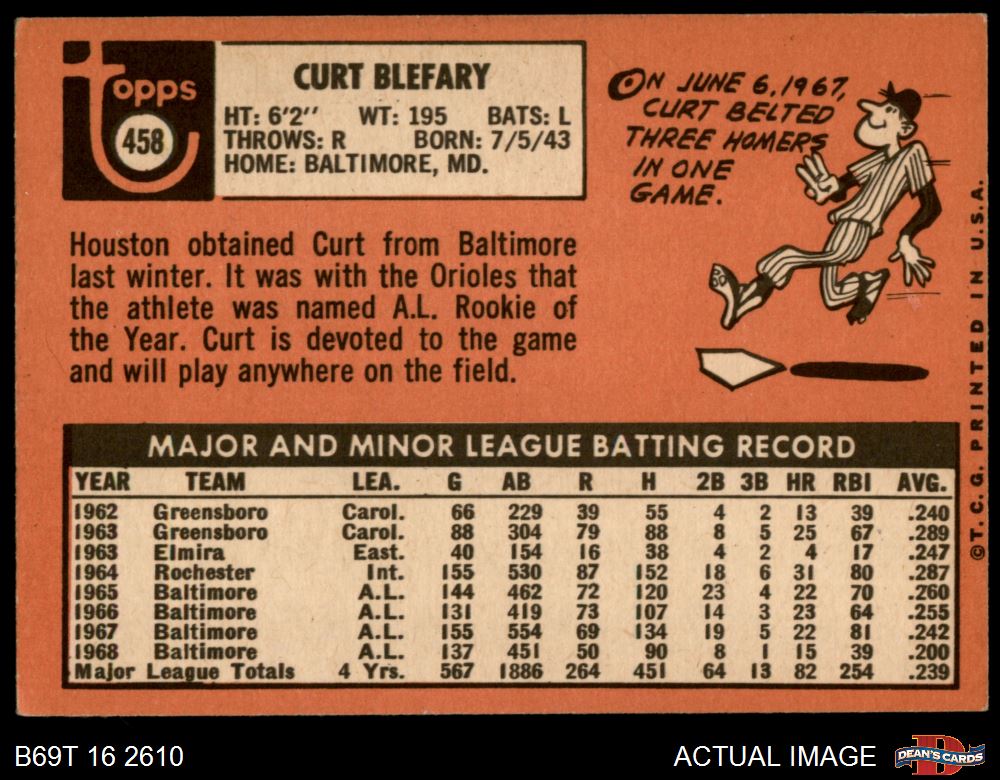 topps
458
CURT BLEFARY
HT: 6'2" WT: 195 BATS: L
THROWS: R BORN: 7/5/43
HOME: BALTIMORE, MD.
ON JUNE 6, 1967,
CURT BELTED
THREE HOMERS
IN ONE
GAME.
Houston obtained Curt from Baltimore
last winter. It was with the Orioles that
the athlete was named A.L. Rookie of
the Year. Curt is devoted to the game
and will play anywhere on the field.
MAJOR AND MINOR LEAGUE BATTING RECORD
YEAR TEAM LEA. G AB R H 2B 3B HR RBI AVG.
1962 Greensboro Carol. 66 229 39 55 4 2 13 39 .240
1963 Greensboro Carol. 88 304 79 88 8 5 25 67 .289
1963 Elmira East. 40 154 16 38 4 2 4 17 .247
1964 Rochester Int. 155 530 87 152 18 6 31 80 .287
1965 Baltimore A.L. 144 462 72 120 23 4 22 70 .260
1966 Baltimore A.L. 131 419 73 107 14 3 23 64 .255
1967 Baltimore A.L. 155 554 69 134 19 5 22 81 .242
1968 Baltimore A.L. 137 451 50 90 8 1 15 39 .200
Major League Totals 4 Yrs. 567 1886 264 451 64 13 82 254 .239
©T.C.G. PRINTED IN U.S.A.
B69T 16 2610
ACTUAL IMAGE
DEAN'S CARDS